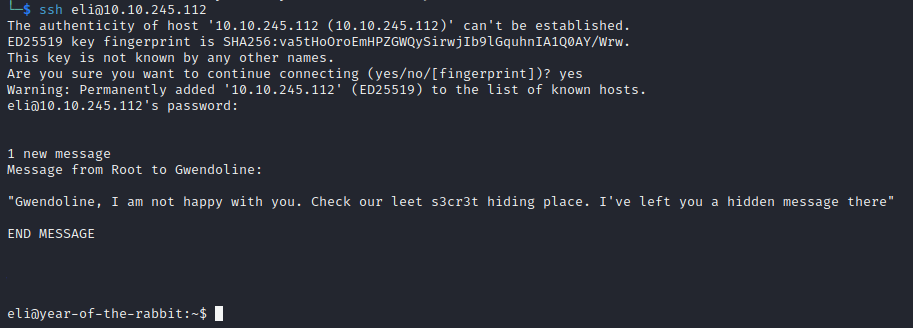 └─$ ssh eli@10.10.245.112
The authenticity of host '10.10.245.112 (10.10.245.112)' can't be established.
ED25519 key fingerprint is SHA256:va5tHoOroEmHPZGWQySirwjIb9lGquhnIA1Q0AY/Wrw.
This key is not known by any other names.
Are you sure you want to continue connecting (yes/no/[fingerprint])? yes
Warning: Permanently added '10.10.245.112' (ED25519) to the list of known hosts.
eli@10.10.245.112's password:
1 new message
Message from Root to Gwendoline:
"Gwendoline, I am not happy with you. Check our leet s3cr3t hiding place. I've left you a hidden message there"
END MESSAGE
eli@year-of-the-rabbit:~$